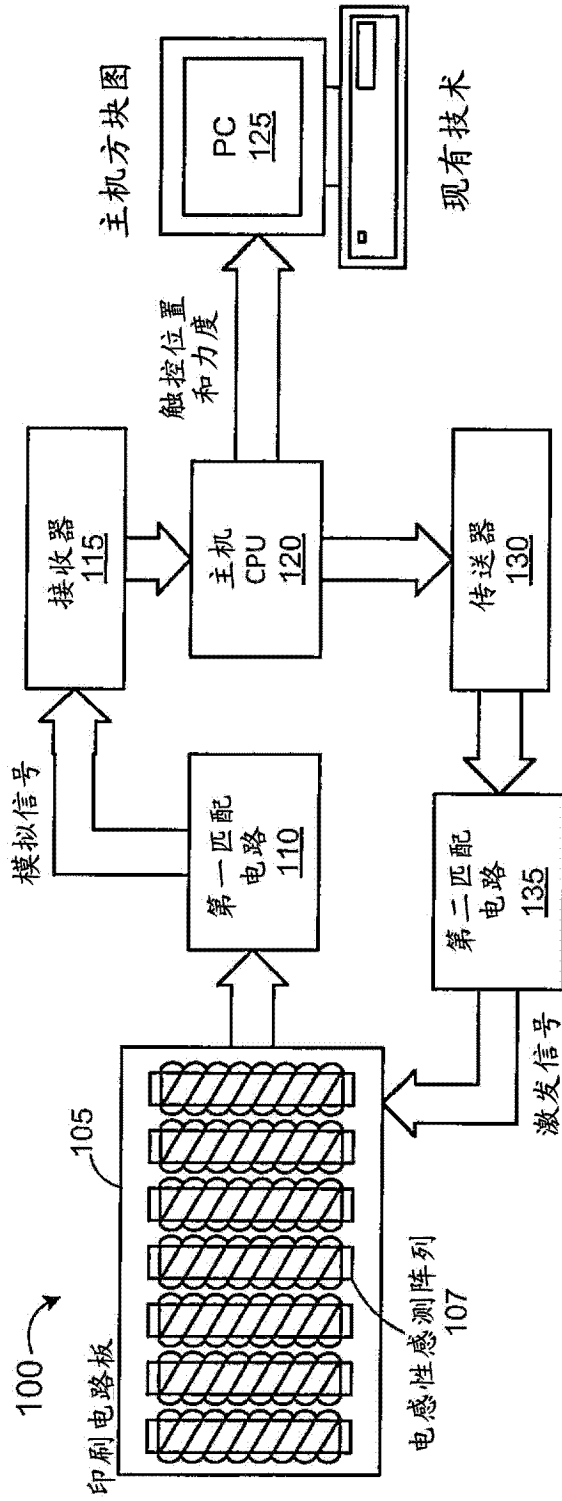 100
印刷电路板
105
电感性感测阵列
107
模拟信号
第一匹配
电路
110
接收器
115
主机
CPU
120
触控位置
和力度
主机方块图
PC
125
现有技术
传送器
130
第二匹配
电路
135
激发信号